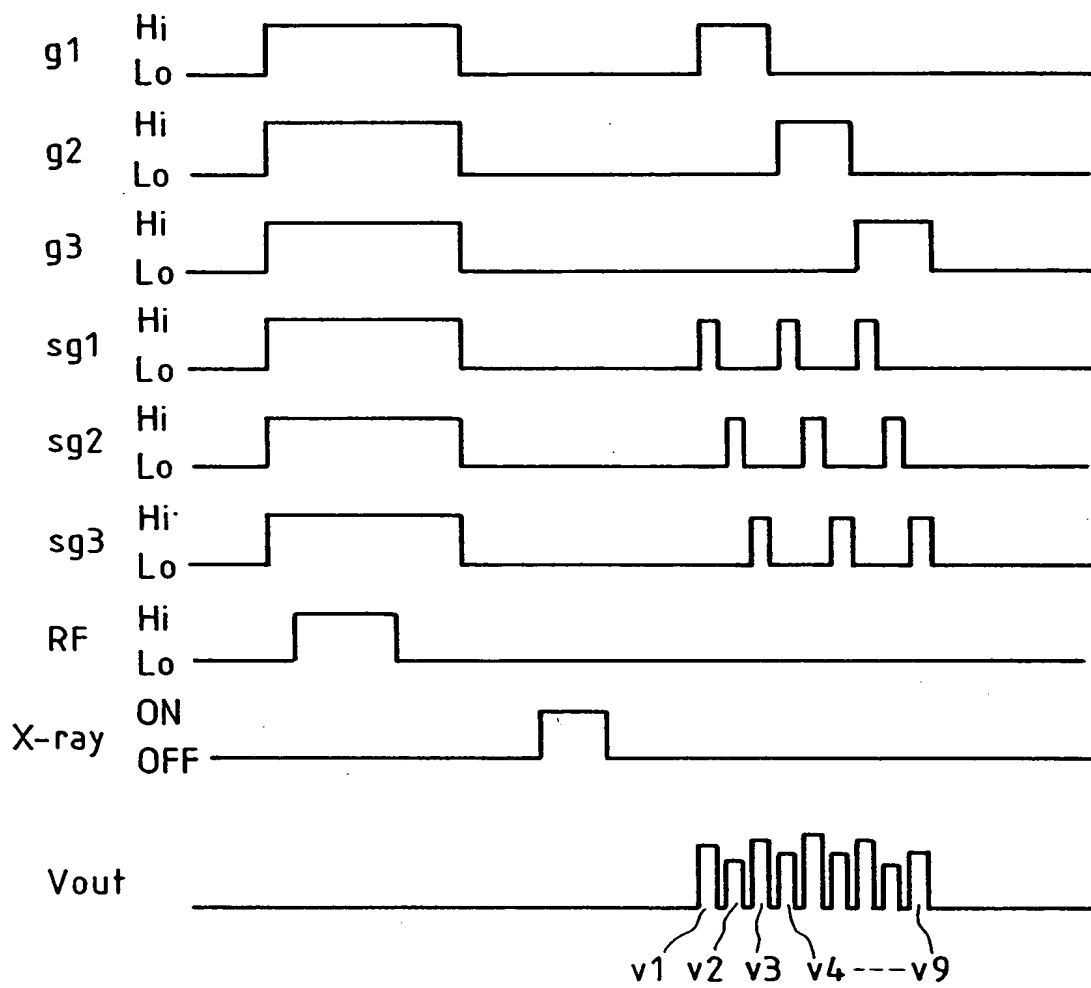 g1 Hi
Lo
g2 Hi
Lo
g3 Hi
Lo
sg1 Hi
Lo
sg2 Hi
Lo
sg3 Hi
Lo
RF Hi
Lo
X-ray ON
OFF
Vout
v1 v2 v3 v4 ---- v9